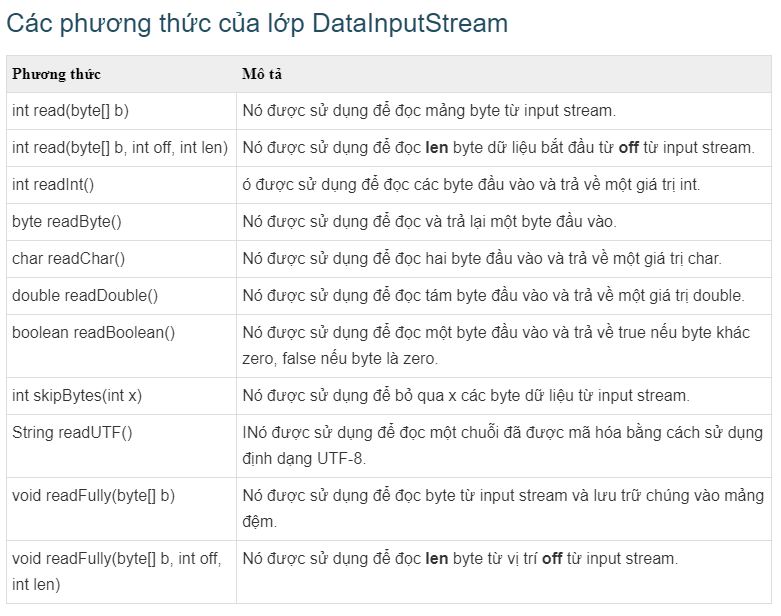 Các phương thức của lớp DataInputStream
Phương thức Mô tả
int read(byte[] b) Nó được sử dụng để đọc mảng byte từ input stream.
int read(byte[] b, int off, int len) Nó được sử dụng để đọc len byte dữ liệu bắt đầu từ off từ input stream.
int readInt() ó được sử dụng để đọc các byte đầu vào và trả về một giá trị int.
byte readByte() Nó được sử dụng để đọc và trả lại một byte đầu vào.
char readChar() Nó được sử dụng để đọc hai byte đầu vào và trả về một giá trị char.
double readDouble() Nó được sử dụng để đọc tám byte đầu vào và trả về một giá trị double.
boolean readBoolean() Nó được sử dụng để đọc một byte đầu vào và trả về true nếu byte khác
zero, false nếu byte là zero.
int skipBytes(int x) Nó được sử dụng để bỏ qua x các byte dữ liệu từ input stream.
String readUTF() INó được sử dụng để đọc một chuỗi đã được mã hóa bằng cách sử dụng
định dạng UTF-8.
void readFully(byte[] b) Nó được sử dụng để đọc byte từ input stream và lưu trữ chúng vào mảng
đệm.
void readFully(byte[] b, int off, Nó được sử dụng để đọc len byte từ vị trí off từ input stream.
int len)